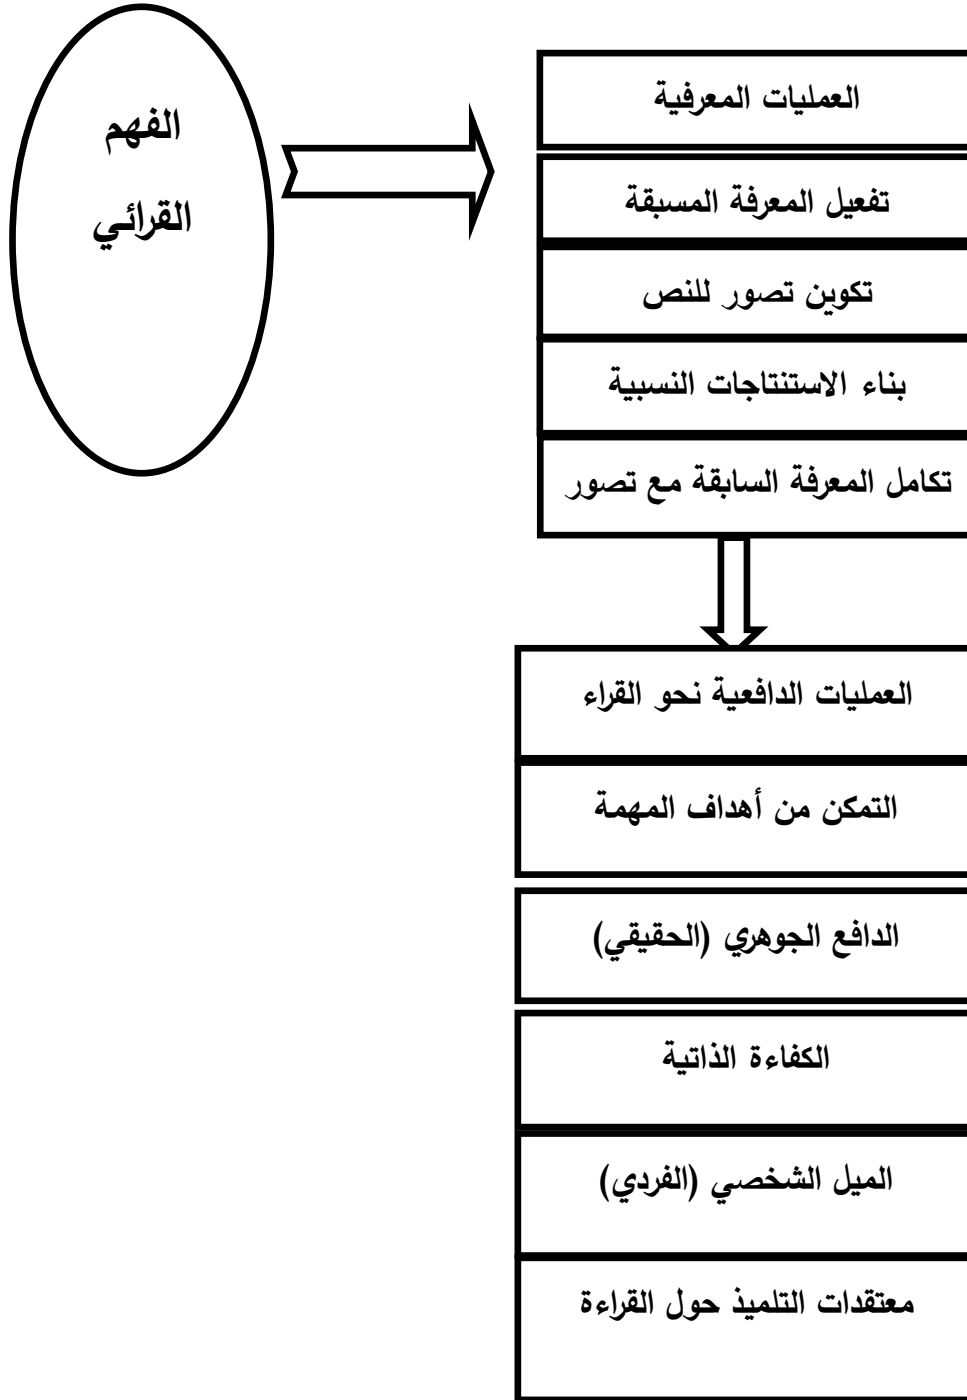 الفهم
القرائي
العمليات المعرفية
تفعيل المعرفة المسبقة
تكوين تصور للنص
بناء الاستنتاجات النسبية
تكامل المعرفة السابقة مع تصور
العمليات الدافعية نحو القراء
التمكن من أهداف المهمة
الدافع الجوهري (الحقيقي)
الكفاءة الذاتية
الميل الشخصي (الفردي)
معتقدات التلميذ حول القراءة